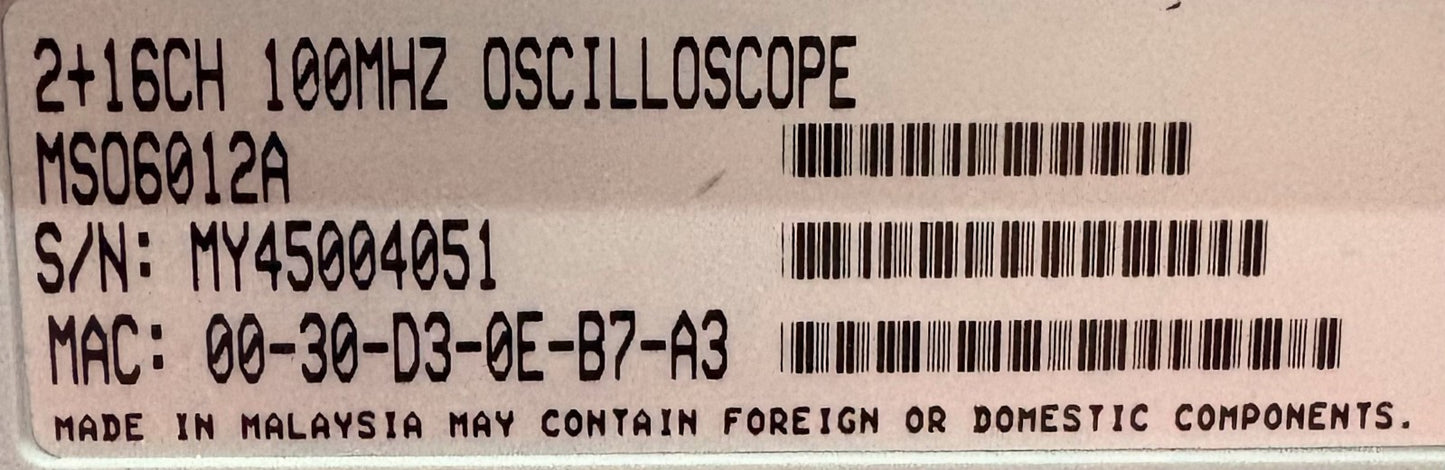 2+16CH 100MHZ OSCILLOSCOPE
MSO6012A
S/N: MY45004051
MAC: 00-30-D3-0E-B7-A3
MADE IN MALAYSIA MAY CONTAIN FOREIGN OR DOMESTIC COMPONENTS.